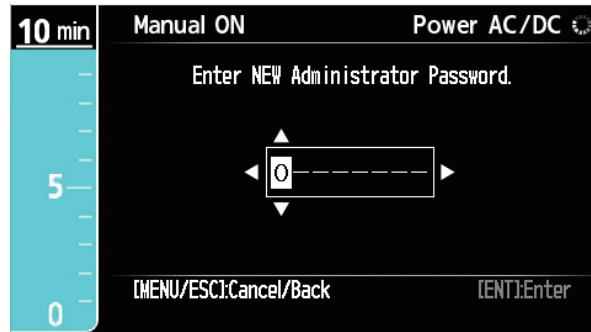 10 min
Manual ON
Power AC/DC
Enter NEW Administrator Password.
0-------
5
[MENU/ESC]:Cancel/Back
[ENT]:Enter
0